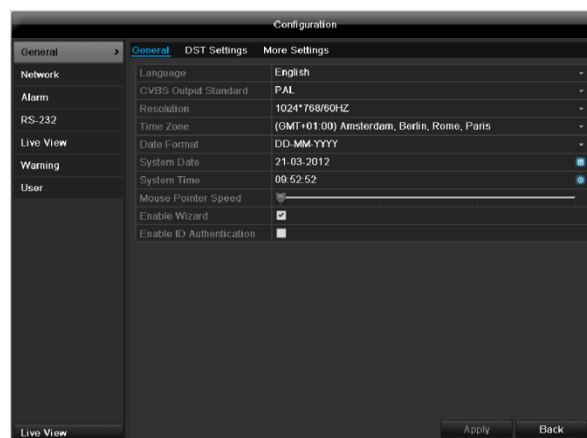 Configuration
General
Network
Alarm
RS-232
Live View
Warning
User
General DST Settings More Settings
Language English
CVBS Output Standard PAL
Resolution 1024*768/60HZ
Time Zone (GMT+01:00) Amsterdam, Berlin, Rome, Paris
Date Format DD-MM-YYYY
System Date 21-03-2012
System Time 09:52:52
Mouse Pointer Speed
Enable Wizard
Enable ID Authentication
Live View
Apply Back